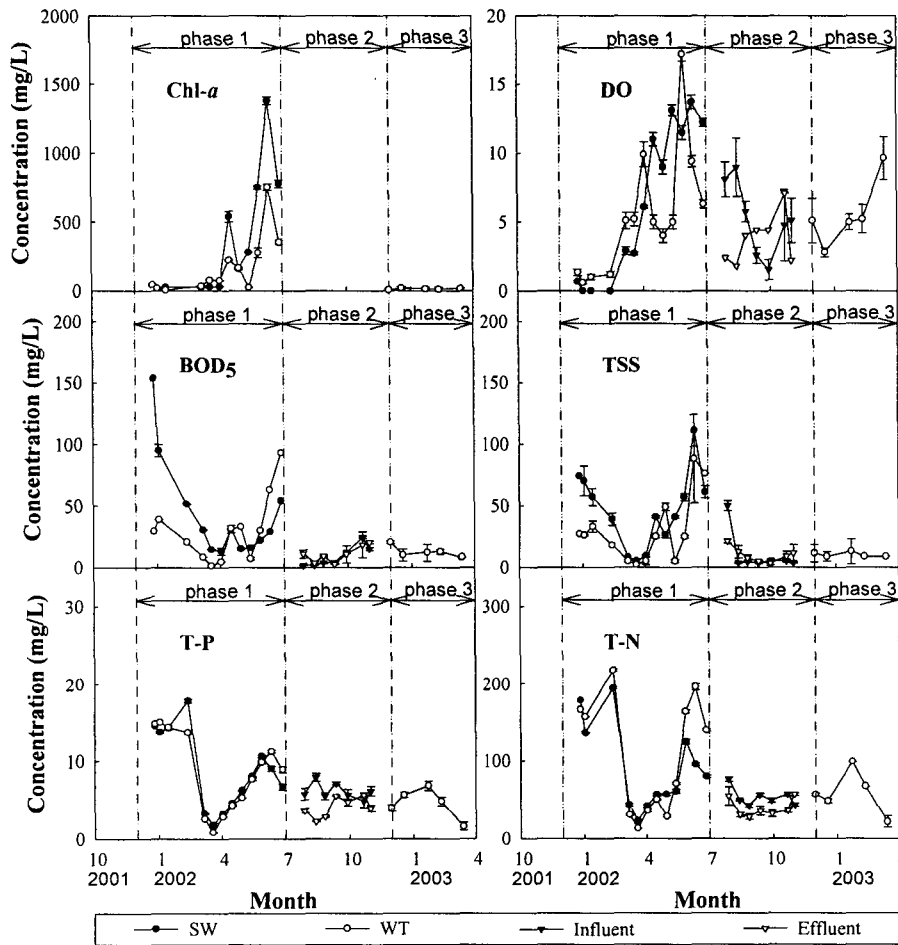 Concentration (mg/L)
2000
1500
1000
500
0
phase 1
phase 2
phase 3
Chl-a
20
15
10
5
0
phase 1
phase 2
phase 3
DO
Concentration (mg/L)
200
150
100
50
0
phase 1
phase 2
phase 3
BOD5
200
150
100
50
0
phase 1
phase 2
phase 3
TSS
Concentration (mg/L)
30
20
10
0
phase 1
phase 2
phase 3
T-P
300
200
100
0
phase 1
phase 2
phase 3
T-N
10 1 4 7 10 1 4
2001 2002 2003
Month
10 1 4 7 10 1 4
2001 2002 2003
Month
SW WT Influent Effluent